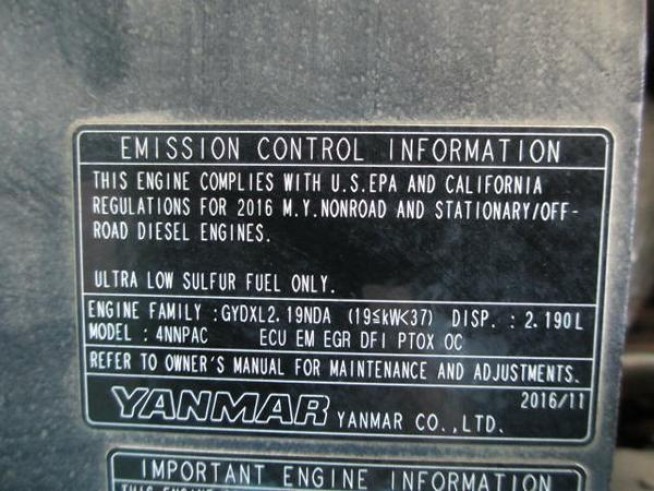 EMISSION CONTROL INFORMATION
THIS ENGINE COMPLIES WITH U.S.EPA AND CALIFORNIA
REGULATIONS FOR 2016 M.Y.NONROAD AND STATIONARY/OFF-
ROAD DIESEL ENGINES.
ULTRA LOW SULFUR FUEL ONLY.
ENGINE FAMILY :GYDXL2.19NDA (19≤kW<37) DISP. : 2.190L
MODEL : 4NNPAC ECU EM EGR DFI PTOX OC
REFER TO OWNER'S MANUAL FOR MAINTENANCE AND ADJUSTMENTS.
2016/11
YANMAR YANMAR CO.,LTD.
IMPORTANT ENGINE INFORMATION
THIS